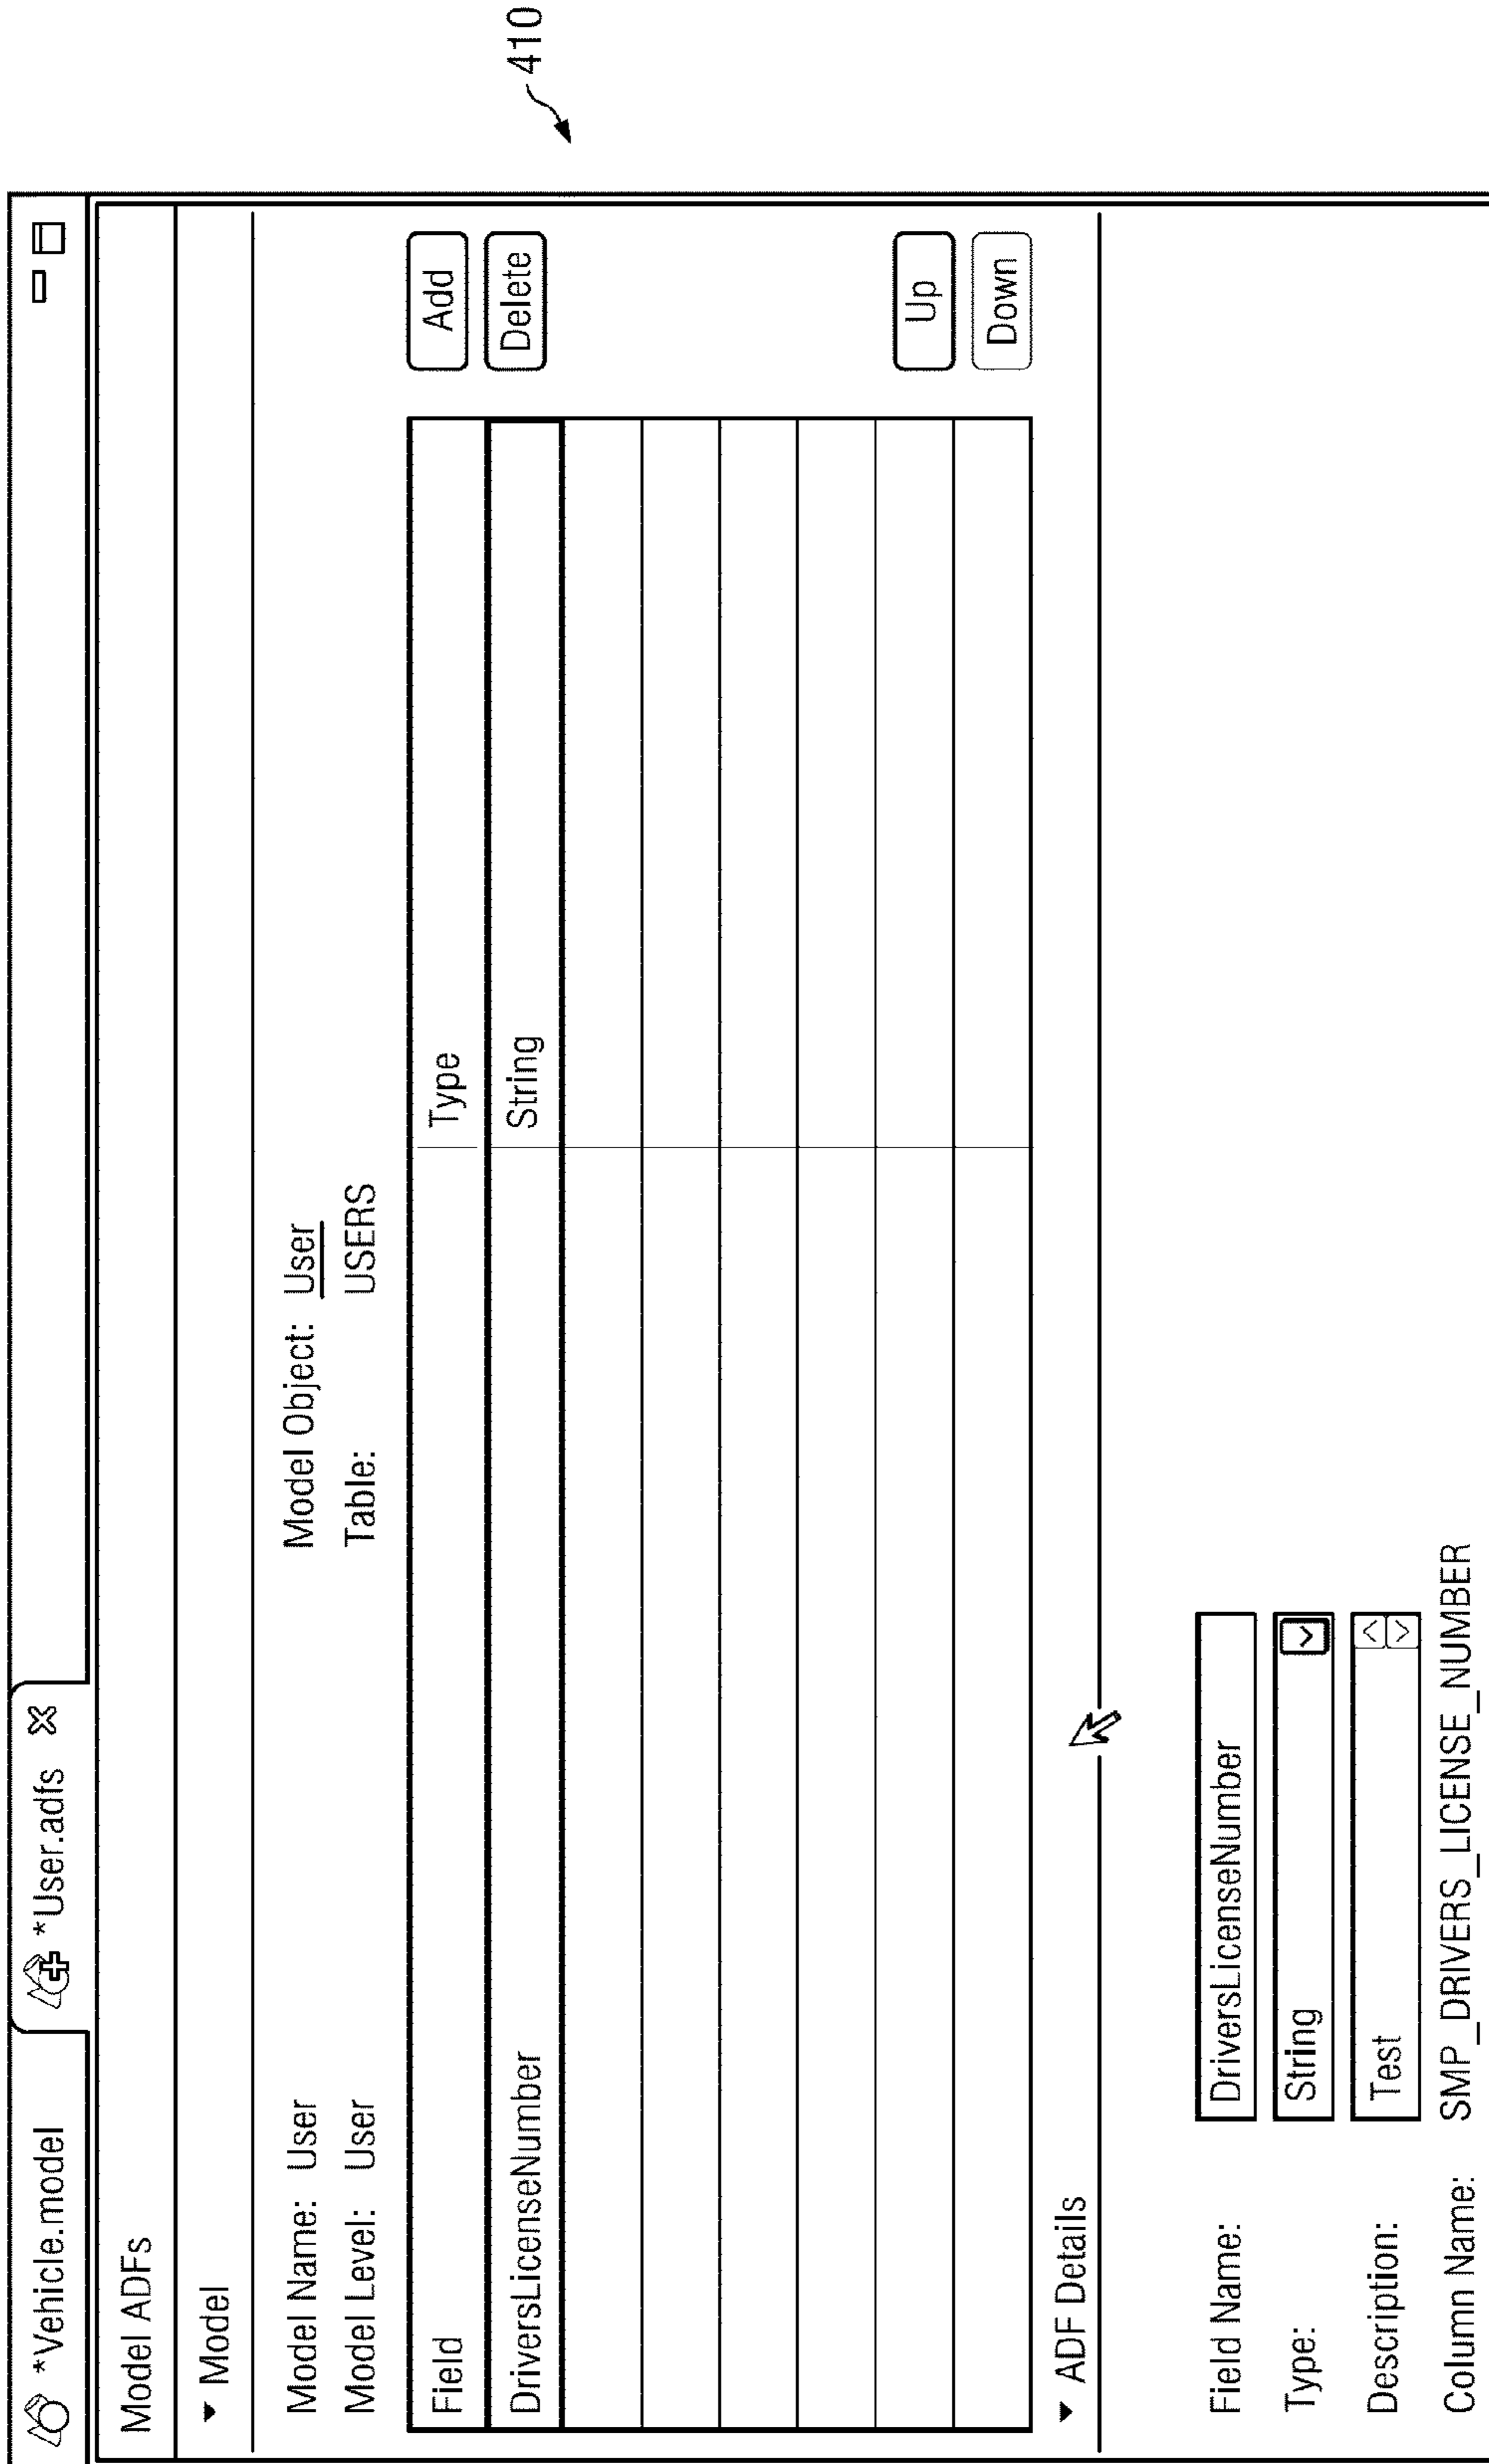 *Vehicle.model *User.adfs
Model ADFs
Model
Model Name: User Model Object: User
Model Level: User Table: USERS
Field Type
DriversLicenseNumber String
Add
Delete
Up
Down
ADF Details
Field Name: DriversLicenseNumber
Type: String
Description: Test
Column Name: SMP_DRIVERS_LICENSE_NUMBER
410